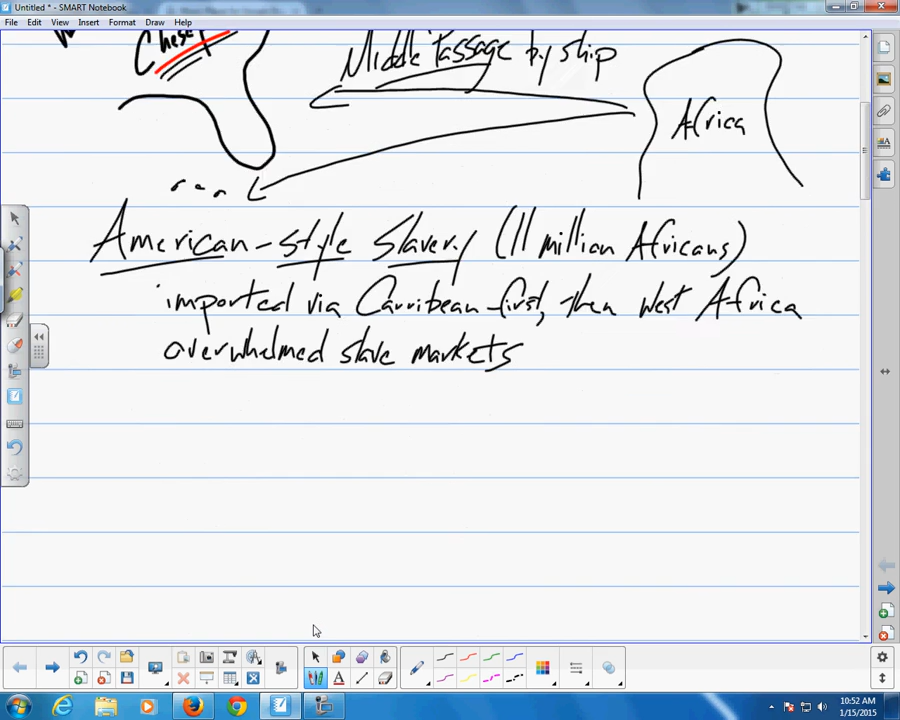 Untitled * - SMART Notebook
File Edit View Insert Format Draw Help
Middle Passage by ship
Africa
American-style Slavery (11 million Africans)
imported via Carribean first, then West Africa
overwhelmed slave markets
10:52 AM
1/15/2015